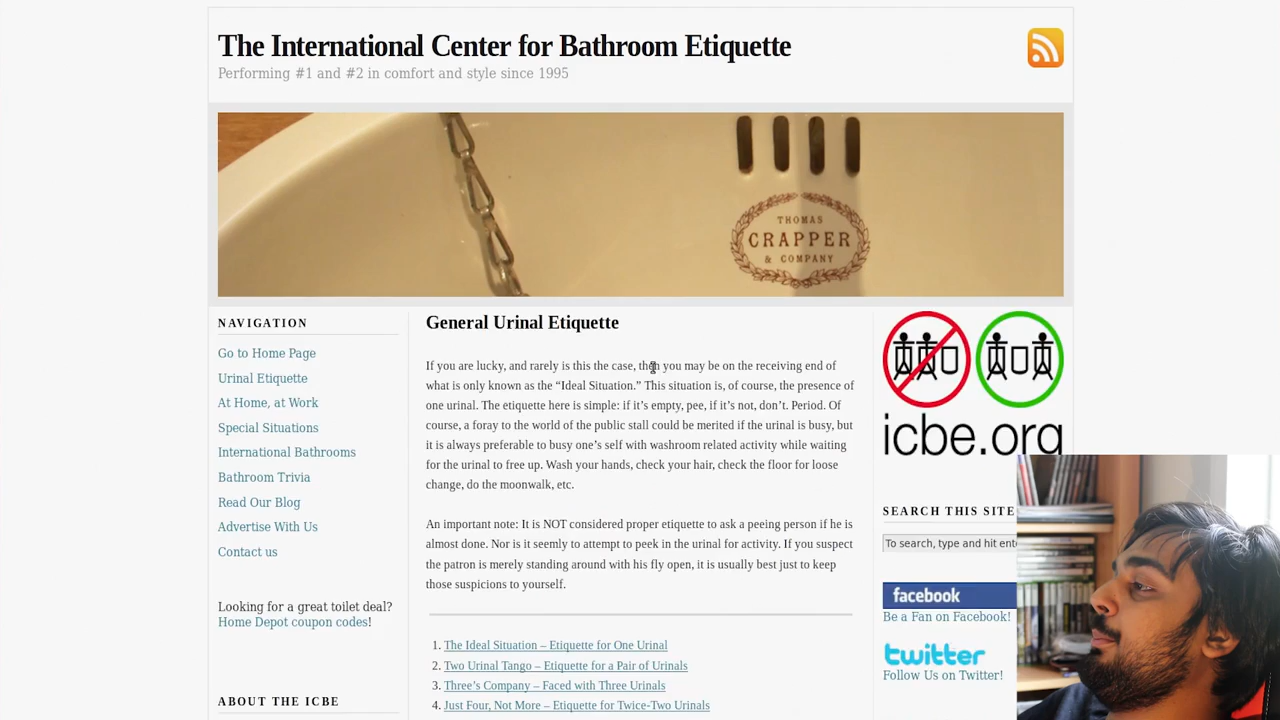 The International Center for Bathroom Etiquette
Performing #1 and #2 in comfort and style since 1995
THOMAS
CRAPPER
& COMPANY
NAVIGATION
Go to Home Page
Urinal Etiquette
At Home, at Work
Special Situations
International Bathrooms
Bathroom Trivia
Read Our Blog
Advertise With Us
Contact us
Looking for a great toilet deal?
Home Depot coupon codes!
ABOUT THE ICBE
General Urinal Etiquette
If you are lucky, and rarely is this the case, then you may be on the receiving end of
what is only known as the “Ideal Situation.” This situation is, of course, the presence of
one urinal. The etiquette here is simple: if it’s empty, pee, if it’s not, don’t. Period. Of
course, a foray to the world of the public stall could be merited if the urinal is busy, but
it is always preferable to busy one’s self with washroom related activity while waiting
for the urinal to free up. Wash your hands, check your hair, check the floor for loose
change, do the moonwalk, etc.
An important note: It is NOT considered proper etiquette to ask a peeing person if he is
almost done. Nor is it seemly to attempt to peek in the urinal for activity. If you suspect
the patron is merely standing around with his fly open, it is usually best just to keep
those suspicions to yourself.
1. The Ideal Situation – Etiquette for One Urinal
2. Two Urinal Tango – Etiquette for a Pair of Urinals
3. Three’s Company – Faced with Three Urinals
4. Just Four, Not More – Etiquette for Twice-Two Urinals
icbe.org
SEARCH THIS SITE
To search, type and hit ente
facebook
Be a Fan on Facebook!
twitter
Follow Us on Twitter!